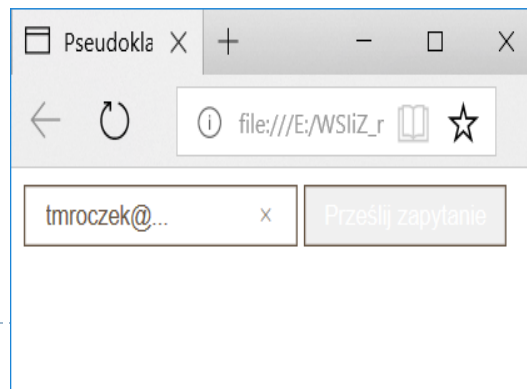 Pseudokla
file:///E:/WSIiZ_r
tmroczek@...
Prześlij zapytanie